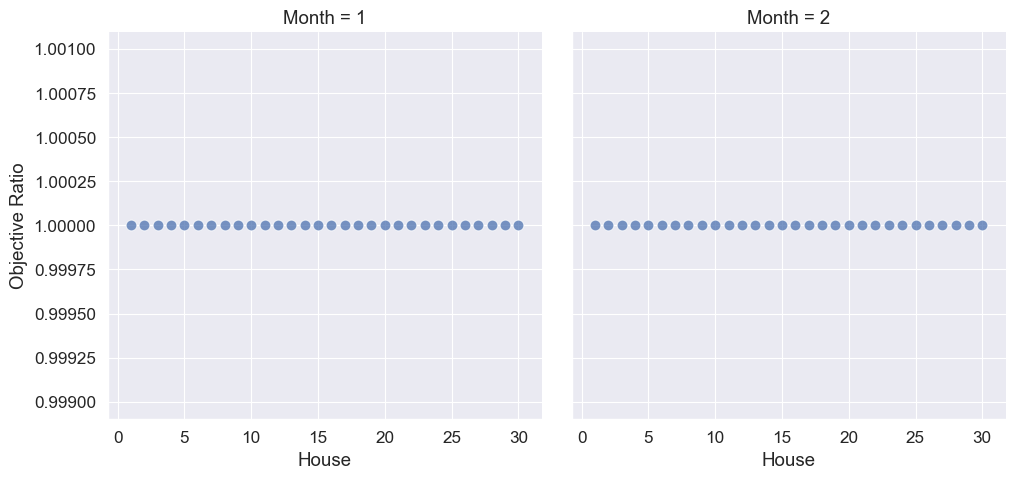 Month = 1
Month = 2
Objective Ratio
1.00100
1.00075
1.00050
1.00025
1.00000
0.99975
0.99950
0.99925
0.99900
0 5 10 15 20 25 30
0 5 10 15 20 25 30
House
House